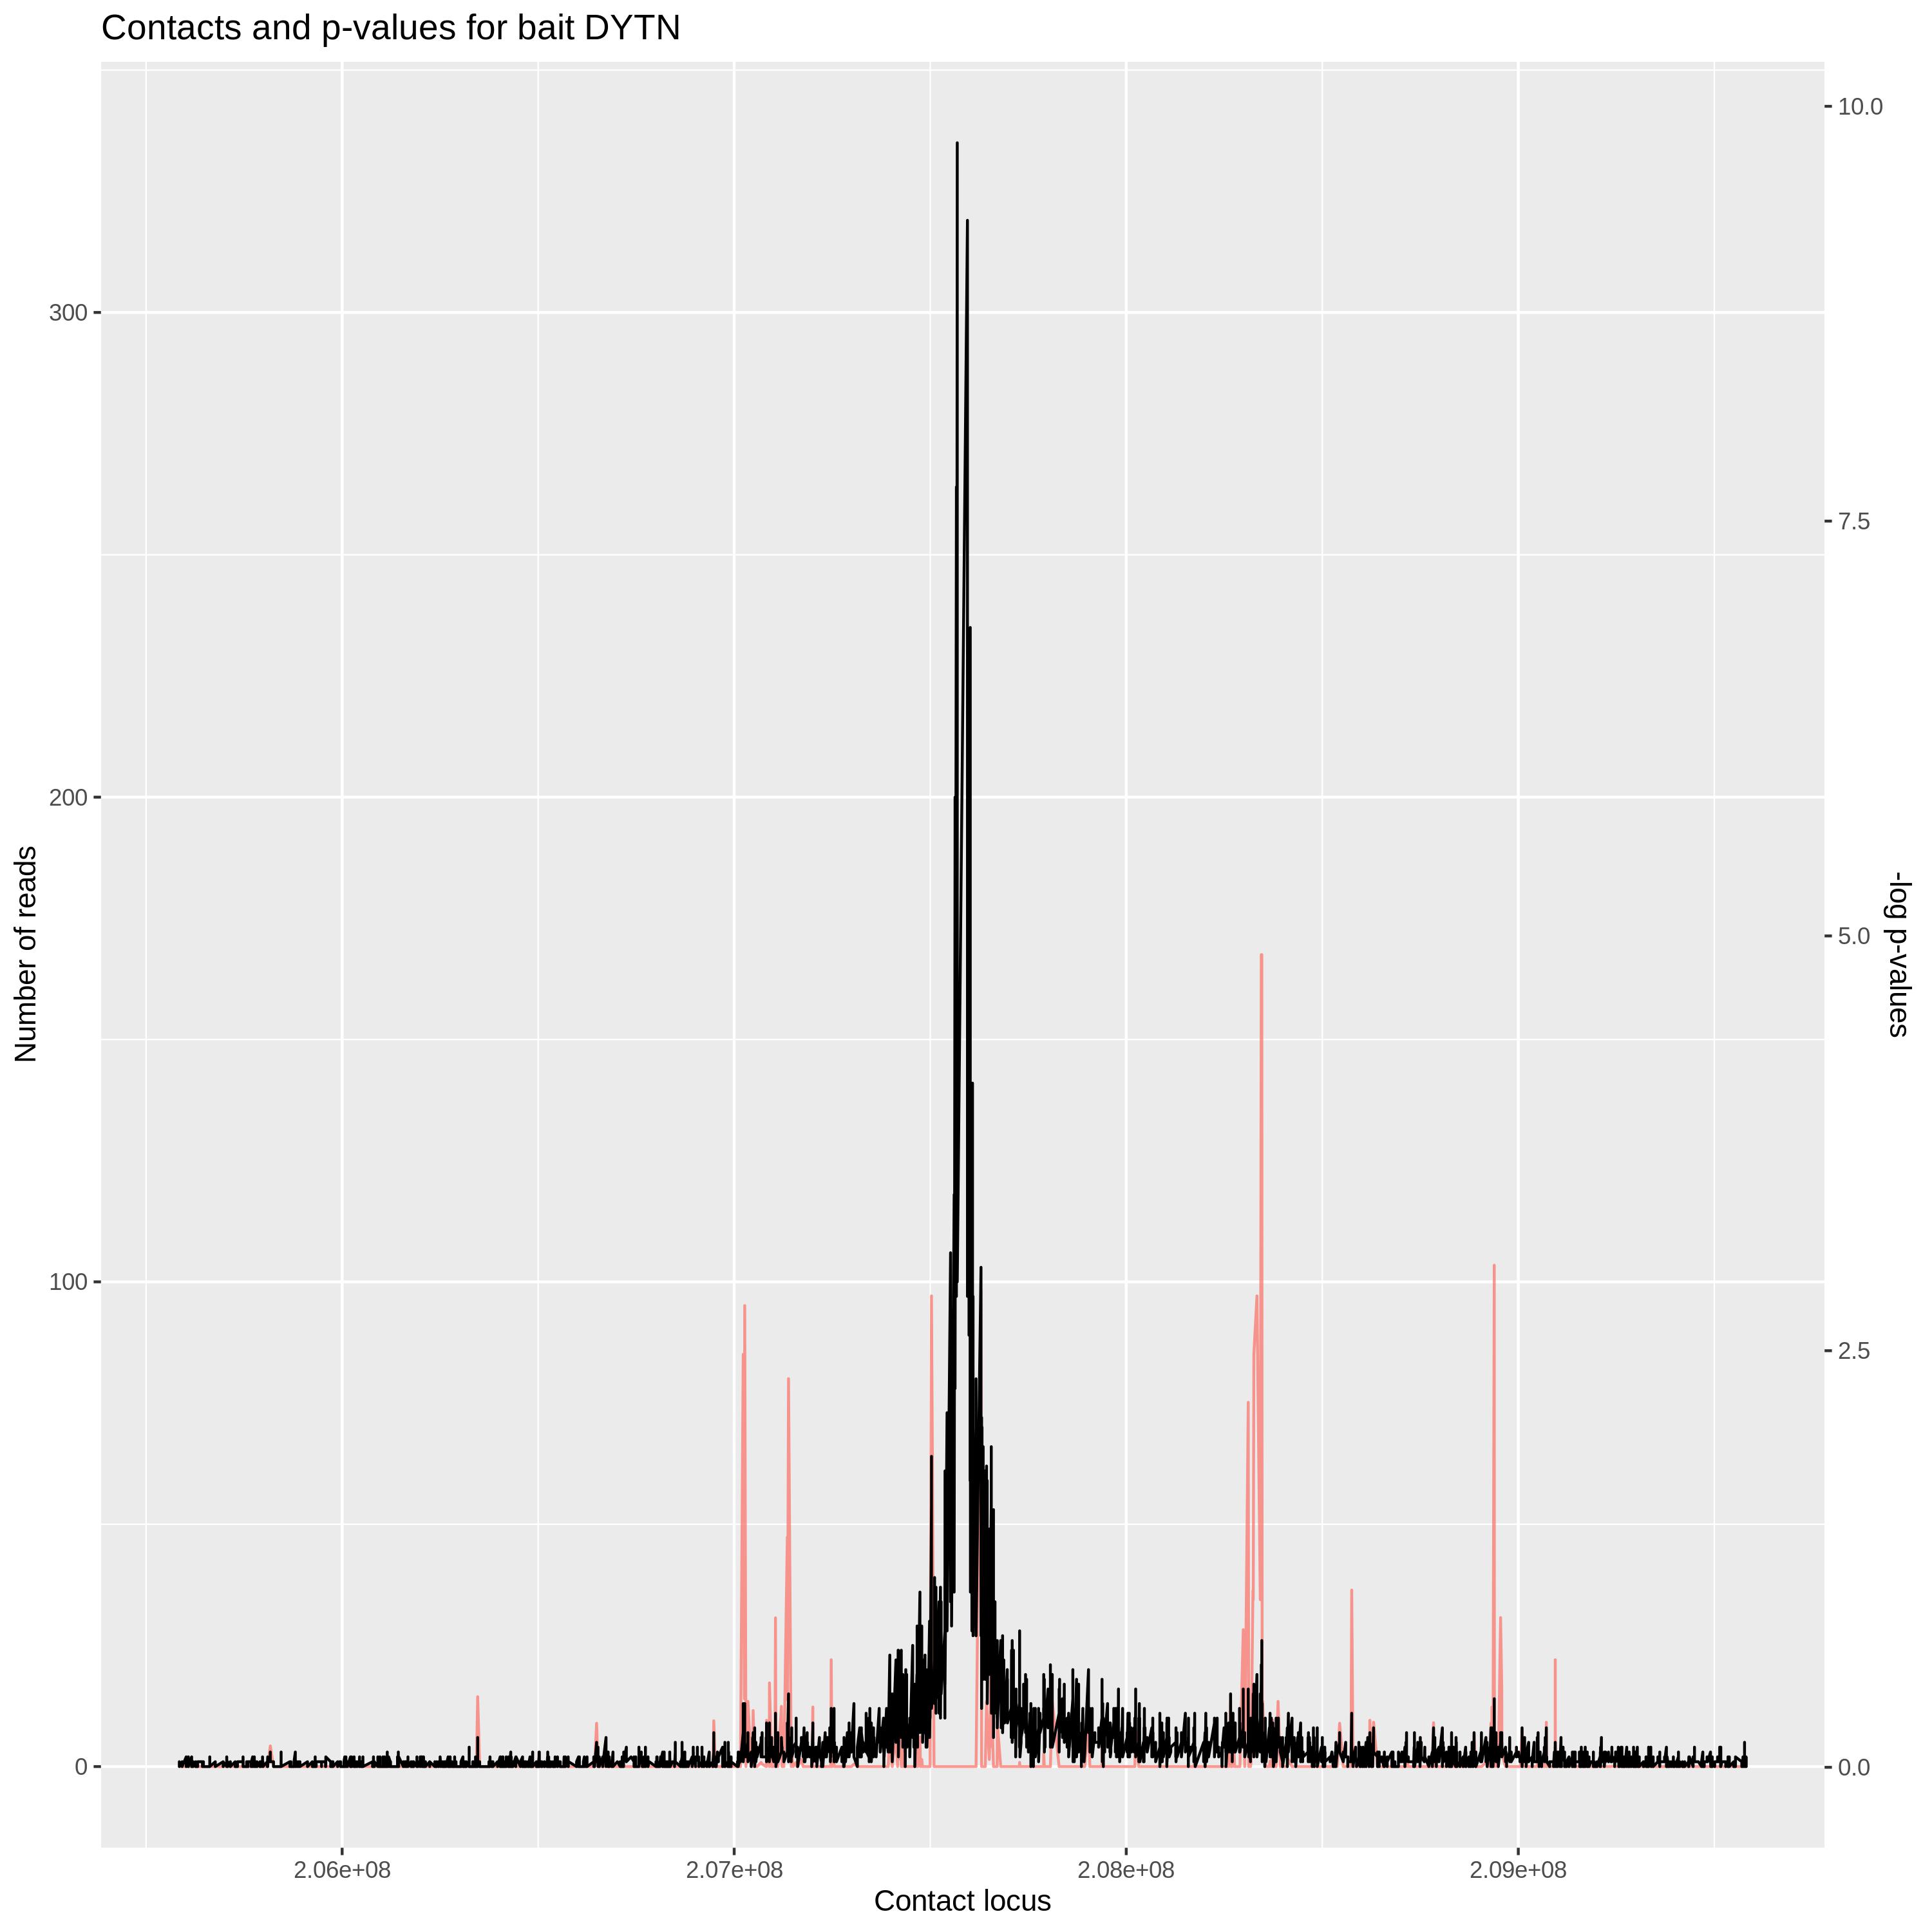 Contacts and p-values for bait DYTN
10.0
300
7.5
200
Number of reads
5.0
-log p-values
100
2.5
0
0.0
2.06e+08
2.07e+08
2.08e+08
2.09e+08
Contact locus